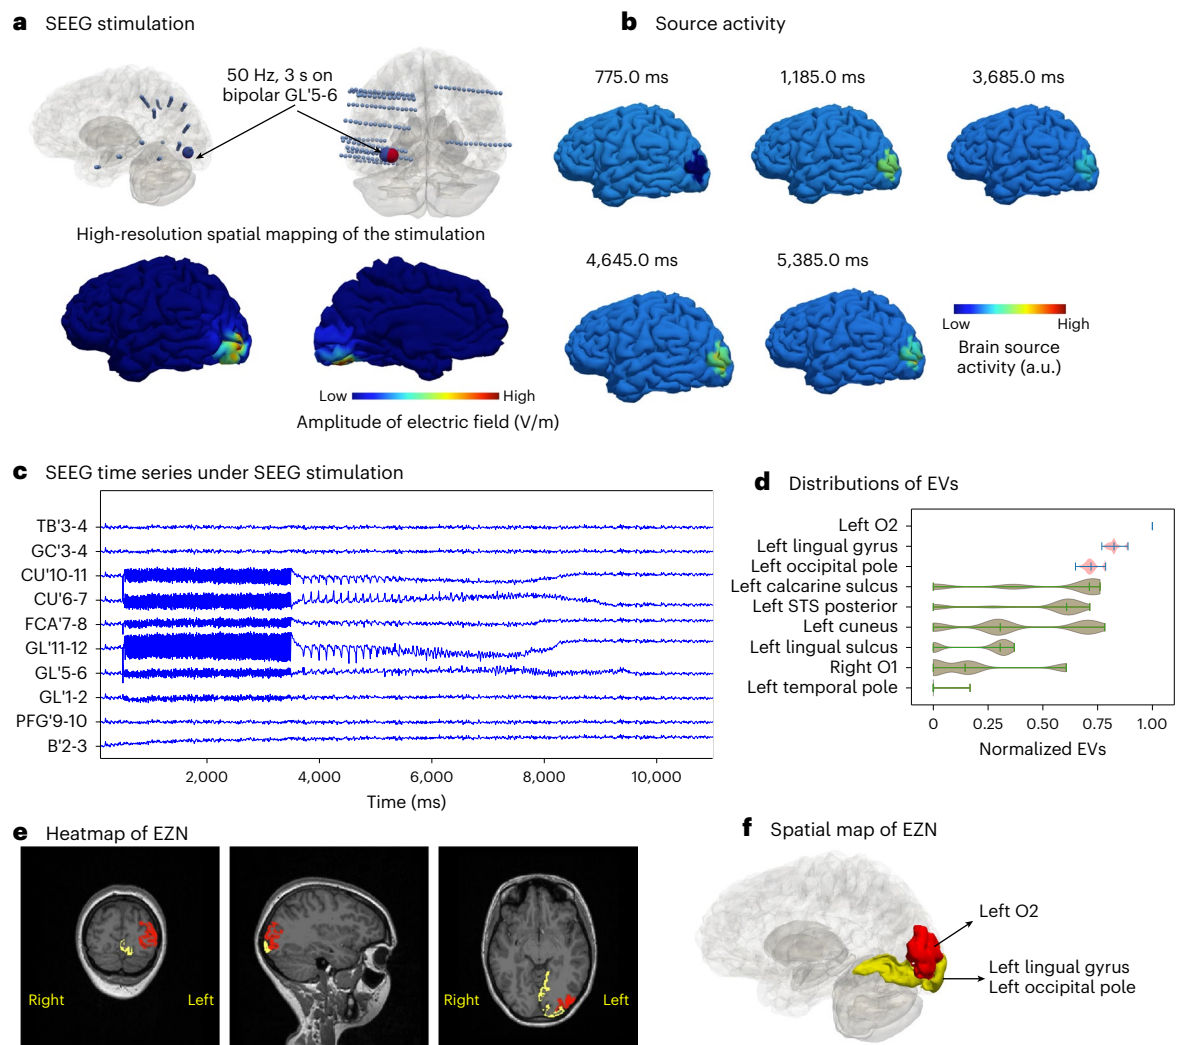 a SEEG stimulation
50 Hz, 3 s on
bipolar GL'5-6
High-resolution spatial mapping of the stimulation
Low
High
Amplitude of electric field (V/m)
b Source activity
775.0 ms
1,185.0 ms
3,685.0 ms
4,645.0 ms
5,385.0 ms
Low
High
Brain source
activity (a.u.)
c SEEG time series under SEEG stimulation
TB'3-4
GC'3-4
CU'10-11
CU'6-7
FCA'7-8
GL'11-12
GL'5-6
GL'1-2
PFG'9-10
B'2-3
2,000
4,000
6,000
8,000
10,000
Time (ms)
d Distributions of EVs
Left O2
Left lingual gyrus
Left occipital pole
Left calcarine sulcus
Left STS posterior
Left cuneus
Left lingual sulcus
Right O1
Left temporal pole
0
0.25
0.50
0.75
1.00
Normalized EVs
e Heatmap of EZN
Right
Left
Right
Left
f Spatial map of EZN
Left O2
Left lingual gyrus
Left occipital pole